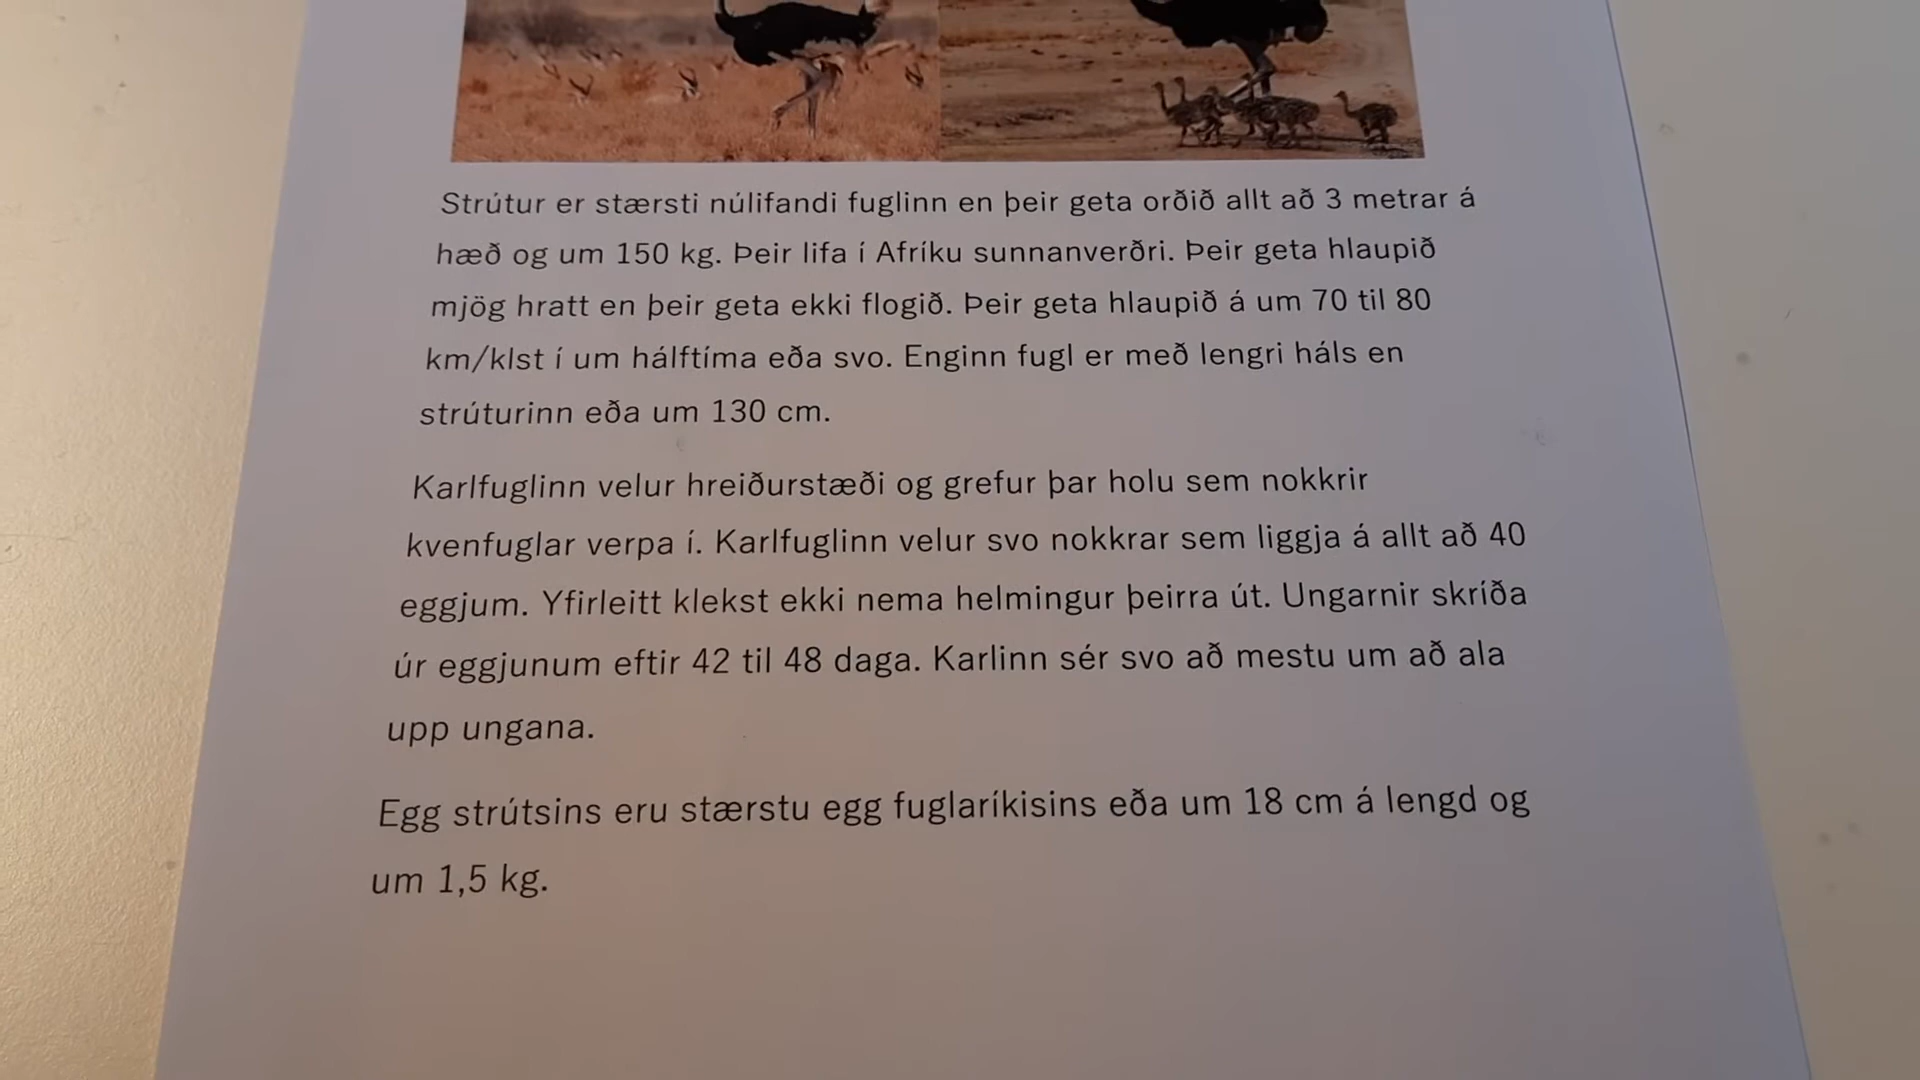 Strútur er stærsti núlifandi fuglinn en þeir geta orðið allt að 3 metrar á
hæð og um 150 kg. Þeir lifa í Afríku sunnanverðri. Þeir geta hlaupið
mjög hratt en þeir geta ekki flogið. Þeir geta hlaupið á um 70 til 80
km/klst í um hálftíma eða svo. Enginn fugl er með lengri háls en
strúturinn eða um 130 cm.
Karlfuglinn velur hreiðurstæði og grefur þar holu sem nokkrir
kvenfuglar verpa í. Karlfuglinn velur svo nokkrar sem liggja á allt að 40
eggjum. Yfirleitt klekst ekki nema helmingur þeirra út. Ungarnir skríða
úr eggjunum eftir 42 til 48 daga. Karlinn sér svo að mestu um að ala
upp ungana.
Egg strútsins eru stærstu egg fuglaríkisins eða um 18 cm á lengd og
um 1,5 kg.